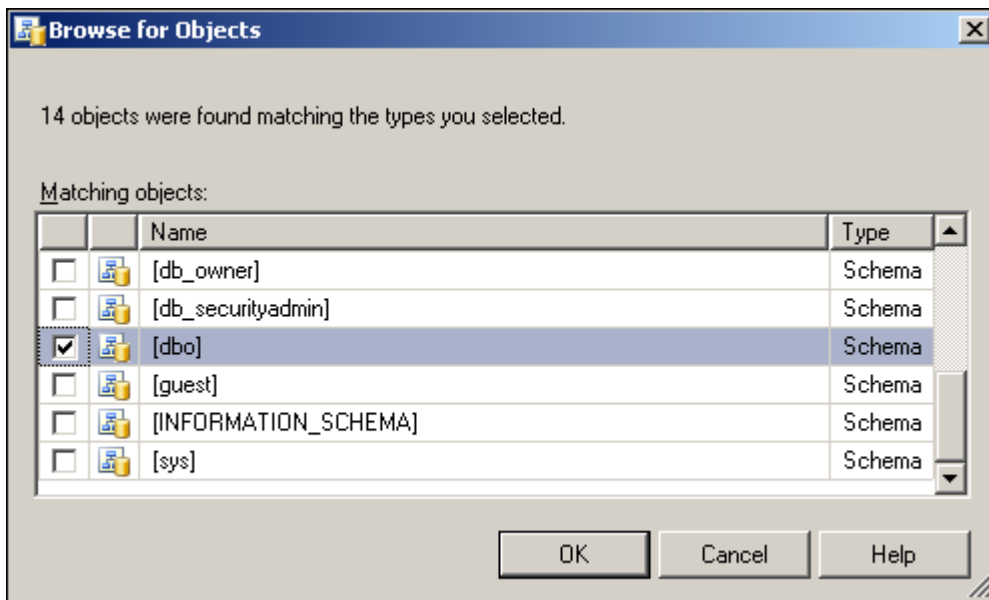 Browse for Objects
14 objects were found matching the types you selected.
Matching objects:
Name Type
[db_owner] Schema
[db_securityadmin] Schema
[dbo] Schema
[guest] Schema
[INFORMATION_SCHEMA] Schema
[sys] Schema
OK Cancel Help